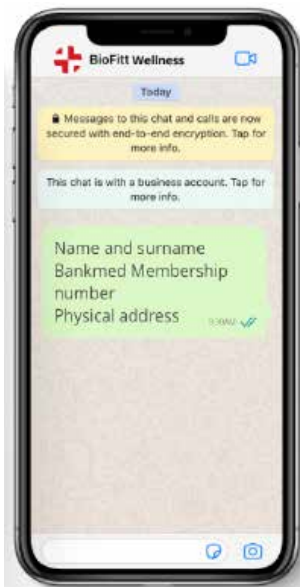 BioFitt Wellness
Today
Messages to this chat and calls are now
secured with end-to-end encryption. Tap for
more info.
This chat is with a business account. Tap for
more info.
Name and surname
Bankmed Membership
number
Physical address